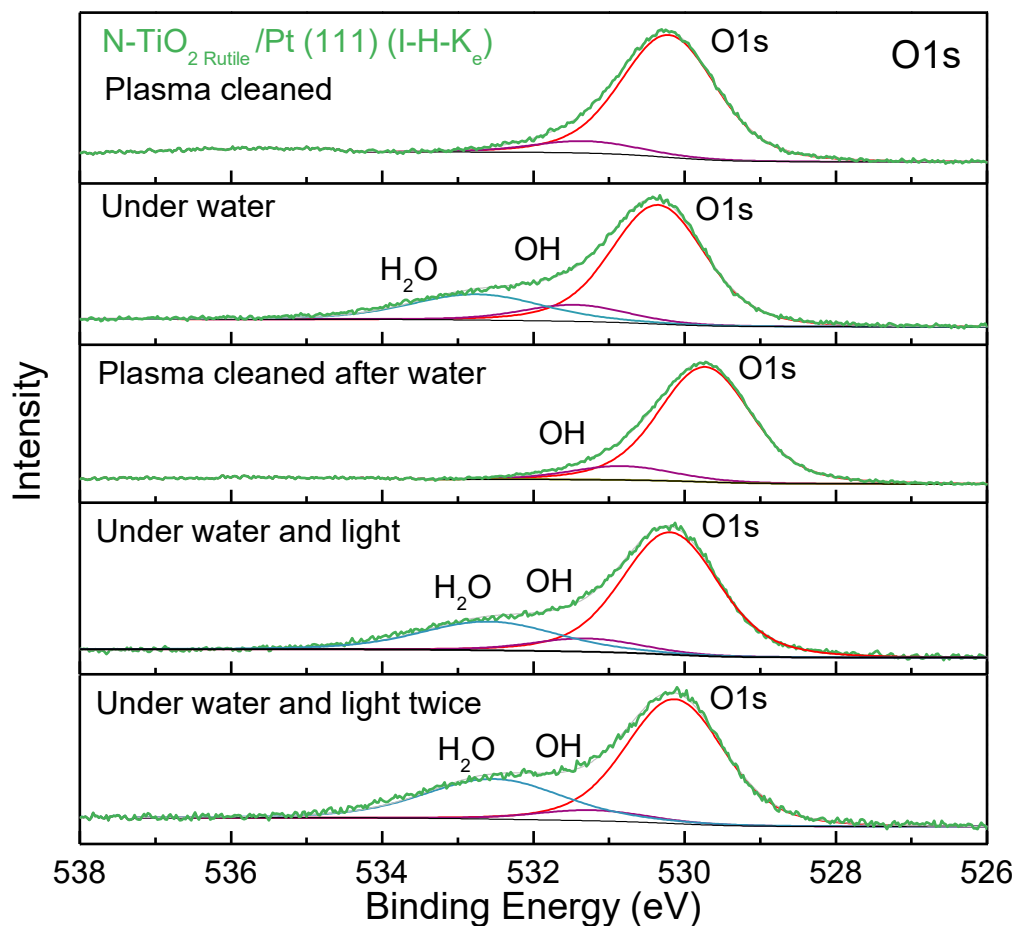 N-TiO₂ Rutile/Pt (111) (I-H-Kₑ)
O1s
O1s
Plasma cleaned
Under water
O1s
OH
H₂O
Plasma cleaned after water
O1s
OH
Under water and light
O1s
OH
H₂O
Under water and light twice
O1s
OH
H₂O
Intensity
538 536 534 532 530 528 526
Binding Energy (eV)